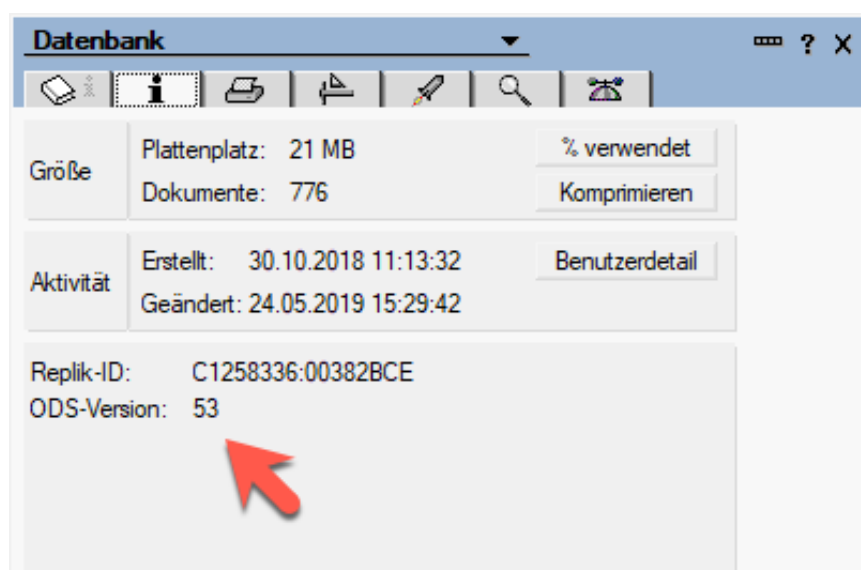 Datenbank
? X
i
Größe
Plattenplatz: 21 MB
% verwendet
Dokumente: 776
Komprimieren
Aktivität
Erstellt: 30.10.2018 11:13:32
Benutzerdetail
Geändert: 24.05.2019 15:29:42
Replik-ID: C1258336:00382BCE
ODS-Version: 53